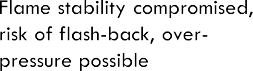 Flame stability compromised,
risk of flash-back, over-
pressure possible